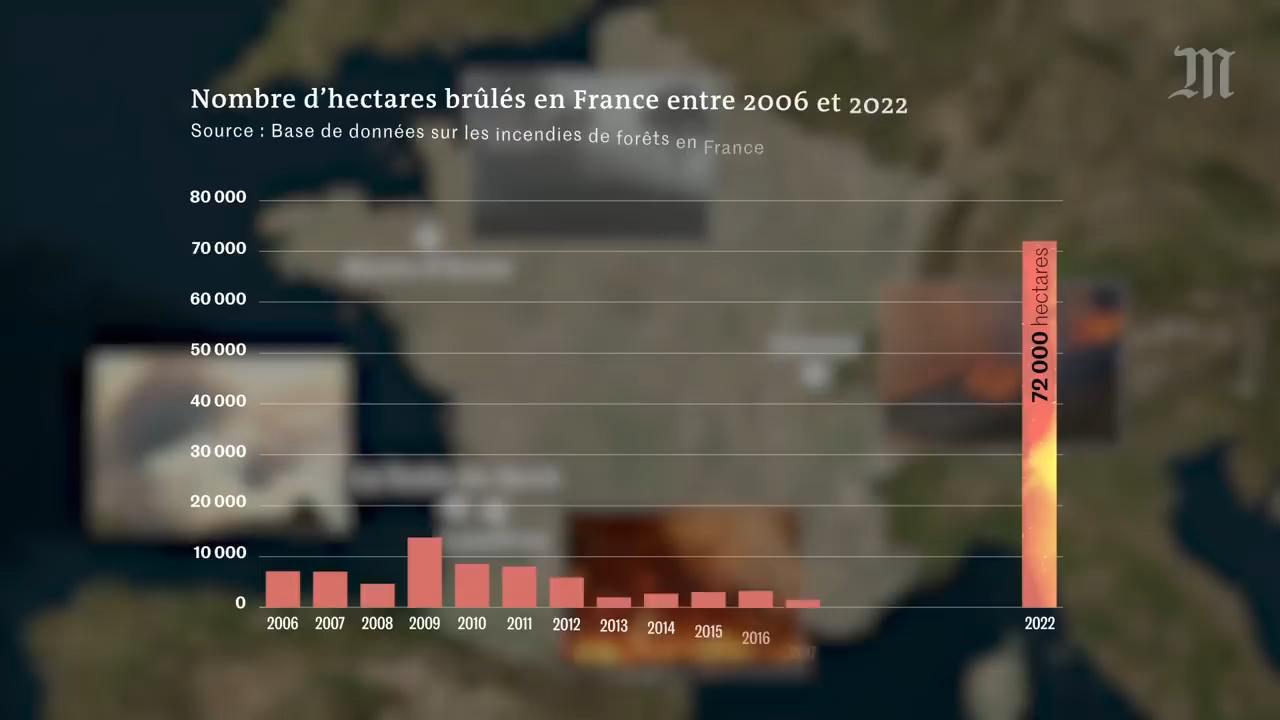 Nombre d’hectares brûlés en France entre 2006 et 2022
Source : Base de données sur les incendies de forêts en France
80 000
70 000
60 000
50 000
40 000
30 000
20 000
10 000
0
72 000 hectares
2006 2007 2008 2009 2010 2011 2012 2013 2014 2015 2016 2022
M